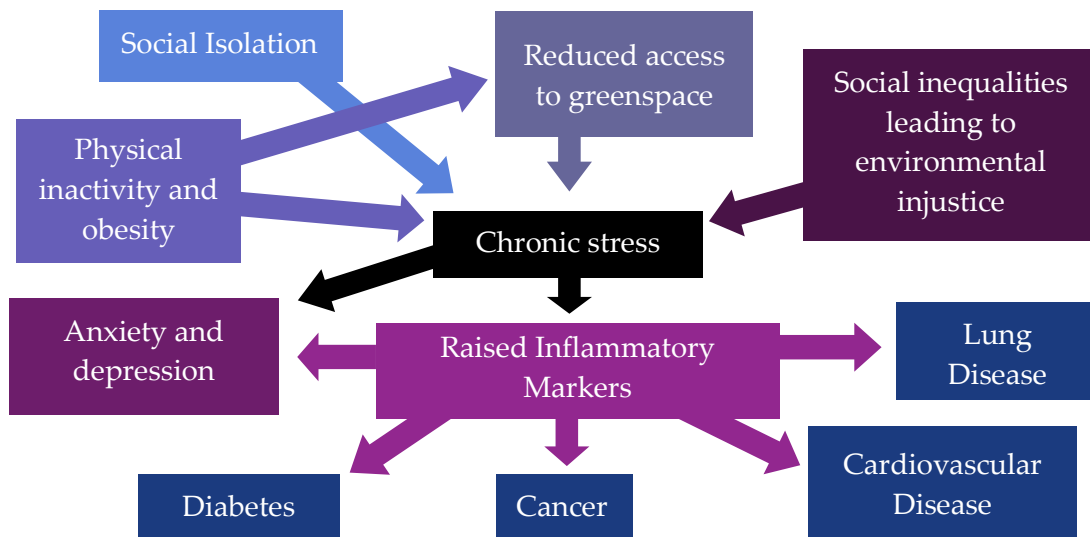 Social Isolation
Reduced access
to greenspace
Social inequalities
leading to
environmental
injustice
Physical
inactivity and
obesity
Chronic stress
Anxiety and
depression
Raised Inflammatory
Markers
Lung
Disease
Diabetes
Cancer
Cardiovascular
Disease